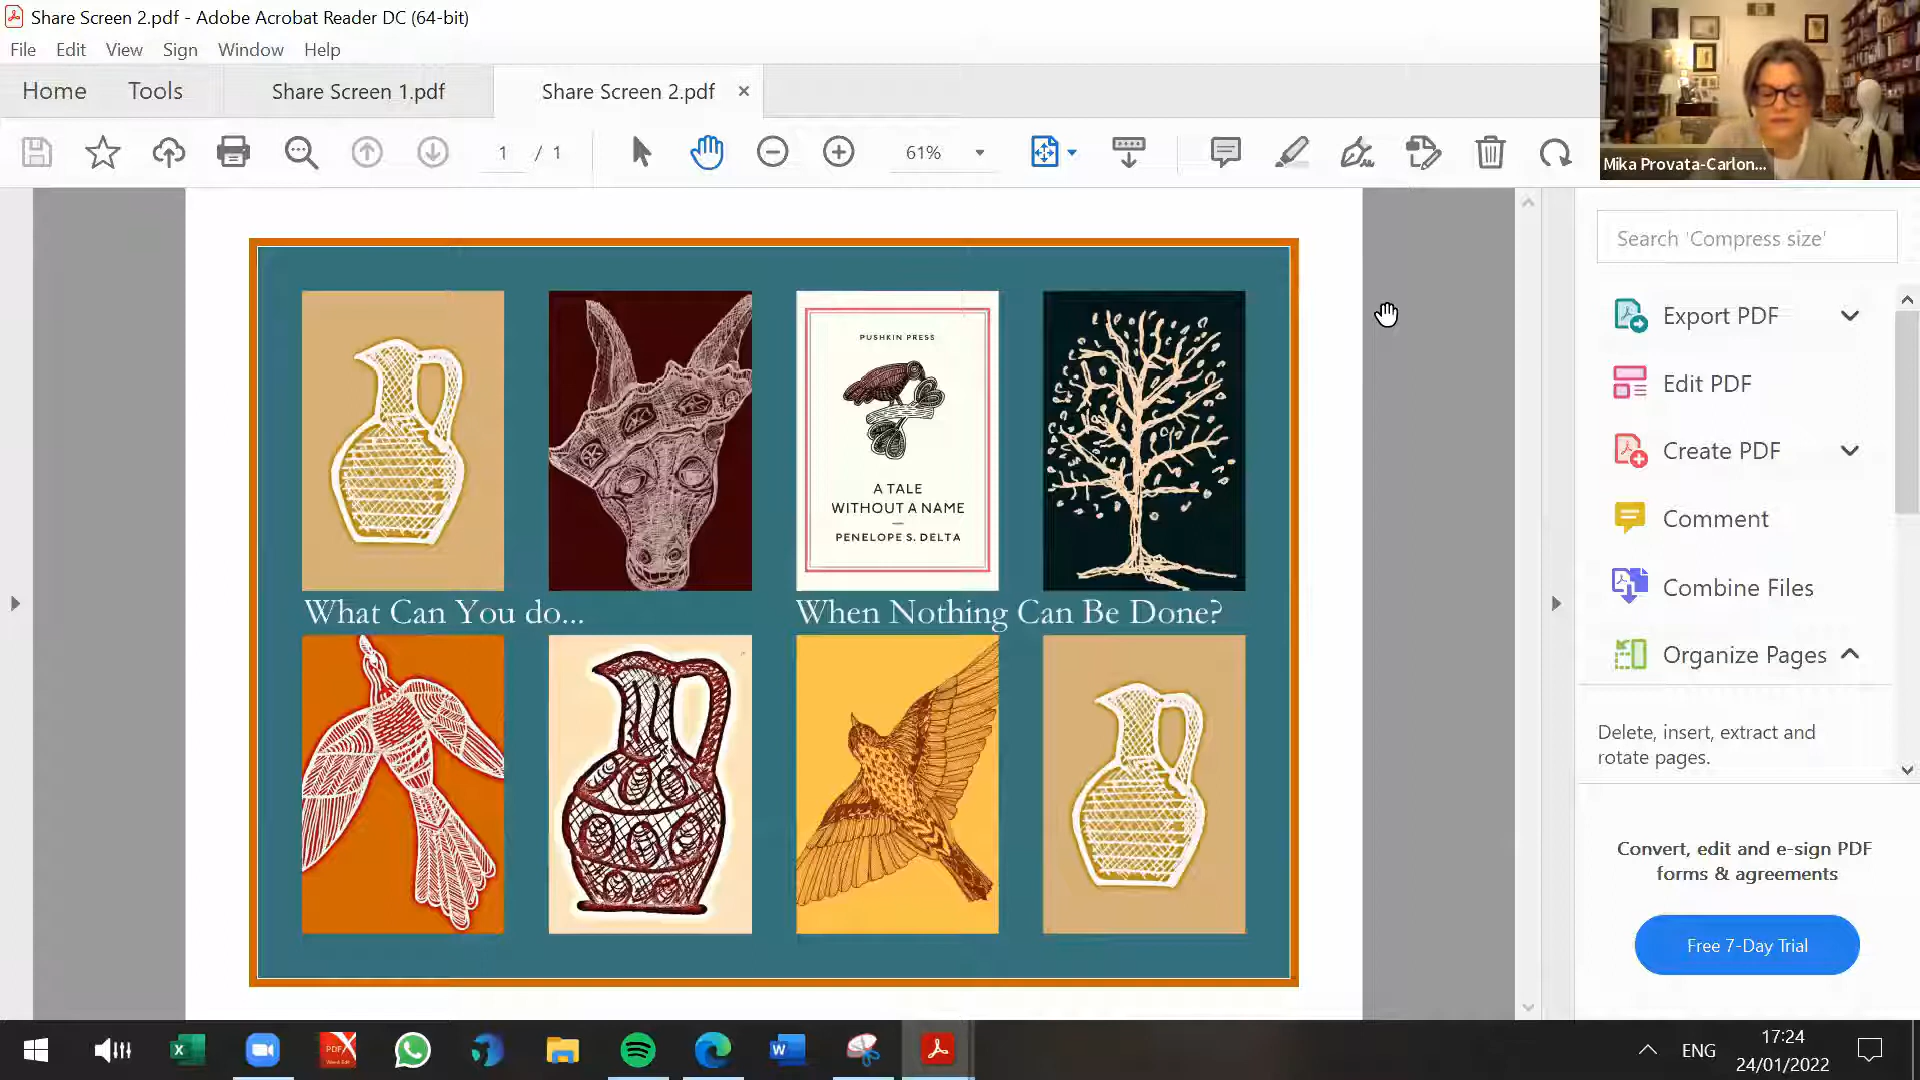 Share Screen 2.pdf - Adobe Acrobat Reader DC (64-bit)
File Edit View Sign Window Help
Home Tools Share Screen 1.pdf Share Screen 2.pdf ×
1 / 1 61%
Mika Provata-Carlon...
Search 'Compress size'
Export PDF
Edit PDF
Create PDF
Comment
Combine Files
Organize Pages
Delete, insert, extract and
rotate pages.
Convert, edit and e-sign PDF
forms & agreements
Free 7-Day Trial
PUSHKIN PRESS
A TALE
WITHOUT A NAME
PENELOPE S. DELTA
What Can You do... When Nothing Can Be Done?
ENG
17:24
24/01/2022